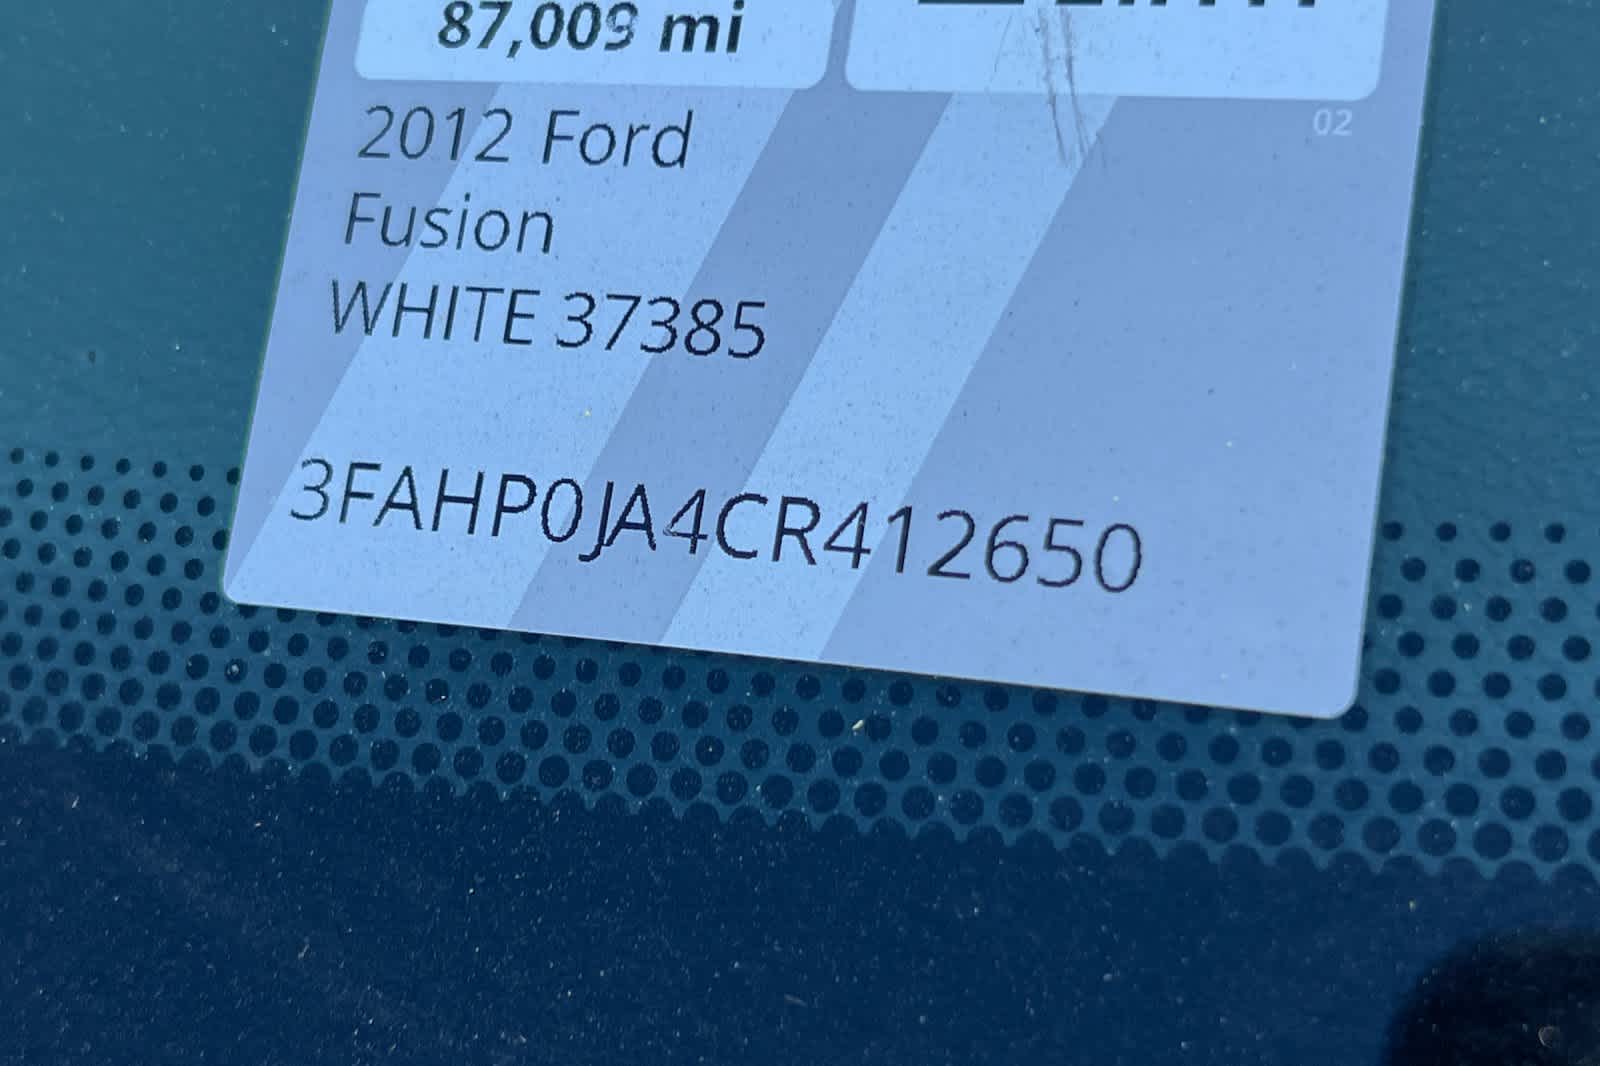 87,009 mi
02
2012 Ford
Fusion
WHITE 37385
3FAHP0JA4CR412650